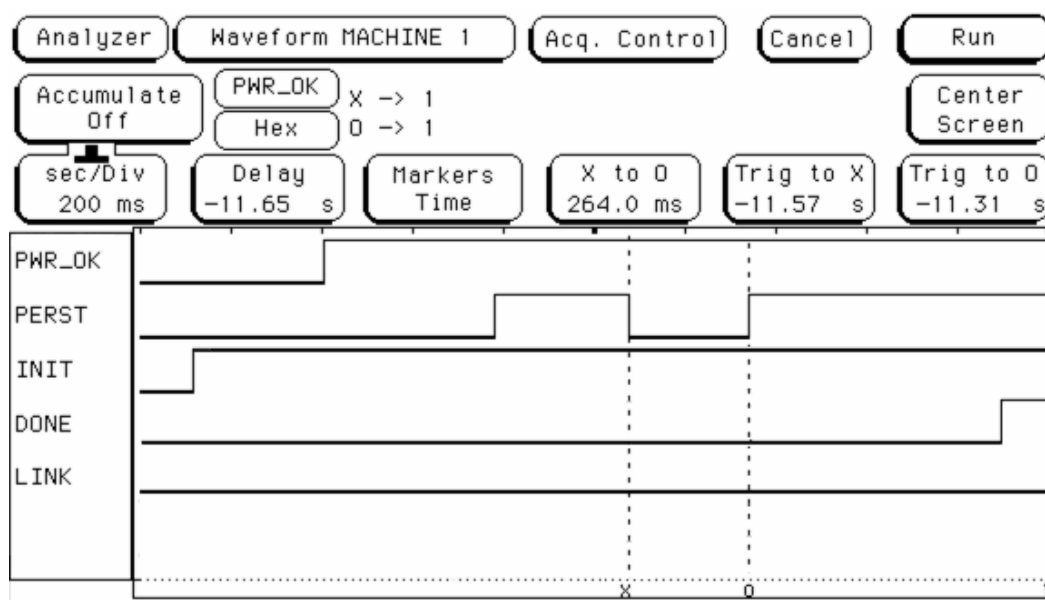 Analyzer Waveform MACHINE 1 Acq. Control Cancel Run
Accumulate Off PWR_OK X -> 1 Center Screen
Hex O -> 1
sec/Div Delay Markers X to O Trig to X Trig to O
200 ms -11.65 s Time 264.0 ms -11.57 s -11.31 s
PWR_OK
PERST
INIT
DONE
LINK
X O